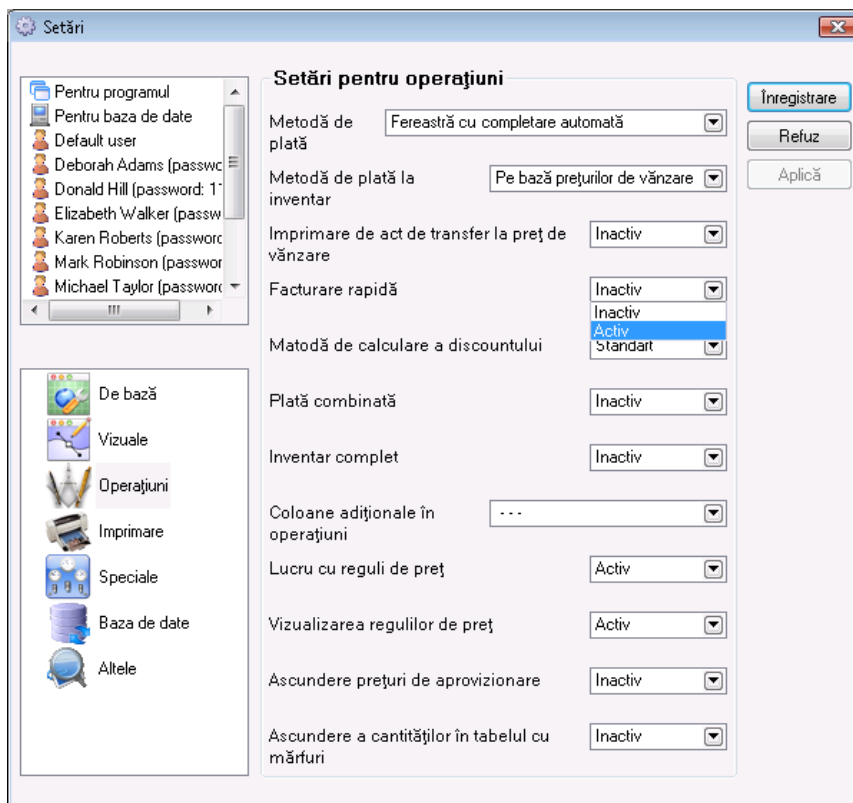 Setări
Pentru programul
Pentru baza de date
Default user
Deborah Adams (passwc
Donald Hill (password: 1
Elizabeth Walker (passw
Karen Roberts (password
Mark Robinson (passwor
Michael Taylor (password
De bază
Vizuale
Operaţiuni
Imprimare
Speciale
Baza de date
Altele
Setări pentru operaţiuni
Metodă de
plată
Fereastră cu completare automată
Metodă de plată la
inventar
Pe bază preţurilor de vănzare
Imprimare de act de transfer la preţ de
vănzare
Inactiv
Facturare rapidă
Inactiv
Inactiv
Activ
Matodă de calculare a discountului
Standart
Plată combinată
Inactiv
Inventar complet
Inactiv
Coloane adiţionale în
operaţiuni
---
Lucru cu reguli de preţ
Activ
Vizualizarea regulilor de preţ
Activ
Ascundere preţuri de aprovizionare
Inactiv
Ascundere a cantităţilor în tabelul cu
mărfuri
Inactiv
Înregistrare
Refuz
Aplică